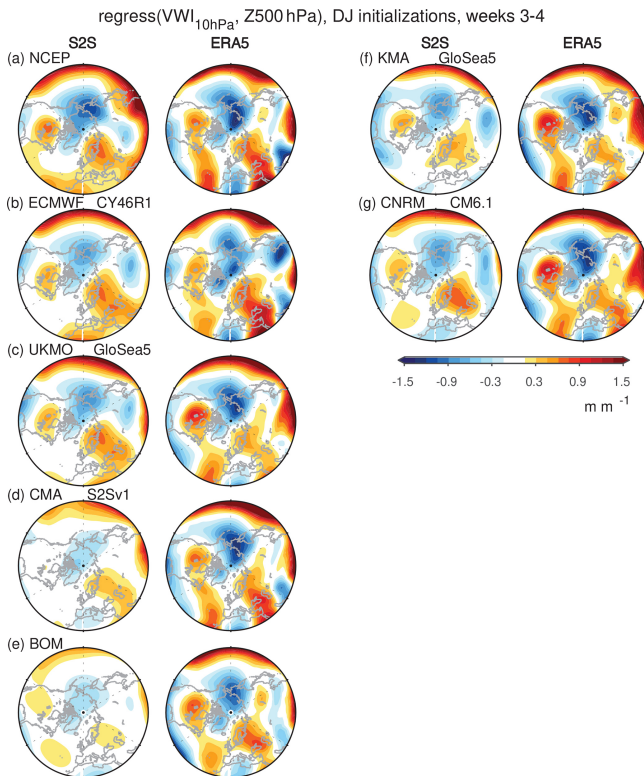 regress(VWI10hPa, Z500 hPa), DJ initializations, weeks 3-4
S2S ERA5 S2S ERA5
(a) NCEP
(f) KMA GloSea5
(b) ECMWF CY46R1
(g) CNRM CM6.1
(c) UKMO GloSea5
-1.5 -0.9 -0.3 0.3 0.9 1.5
m m -1
(d) CMA S2Sv1
(e) BOM